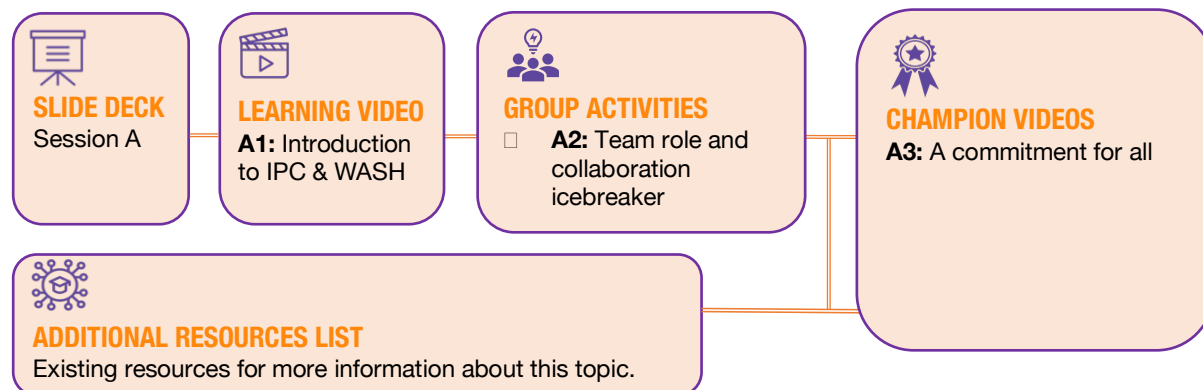 SLIDE DECK
Session A
LEARNING VIDEO
A1: Introduction
to IPC & WASH
GROUP ACTIVITIES
A2: Team role and
collaboration
icebreaker
CHAMPION VIDEOS
A3: A commitment for all
ADDITIONAL RESOURCES LIST
Existing resources for more information about this topic.